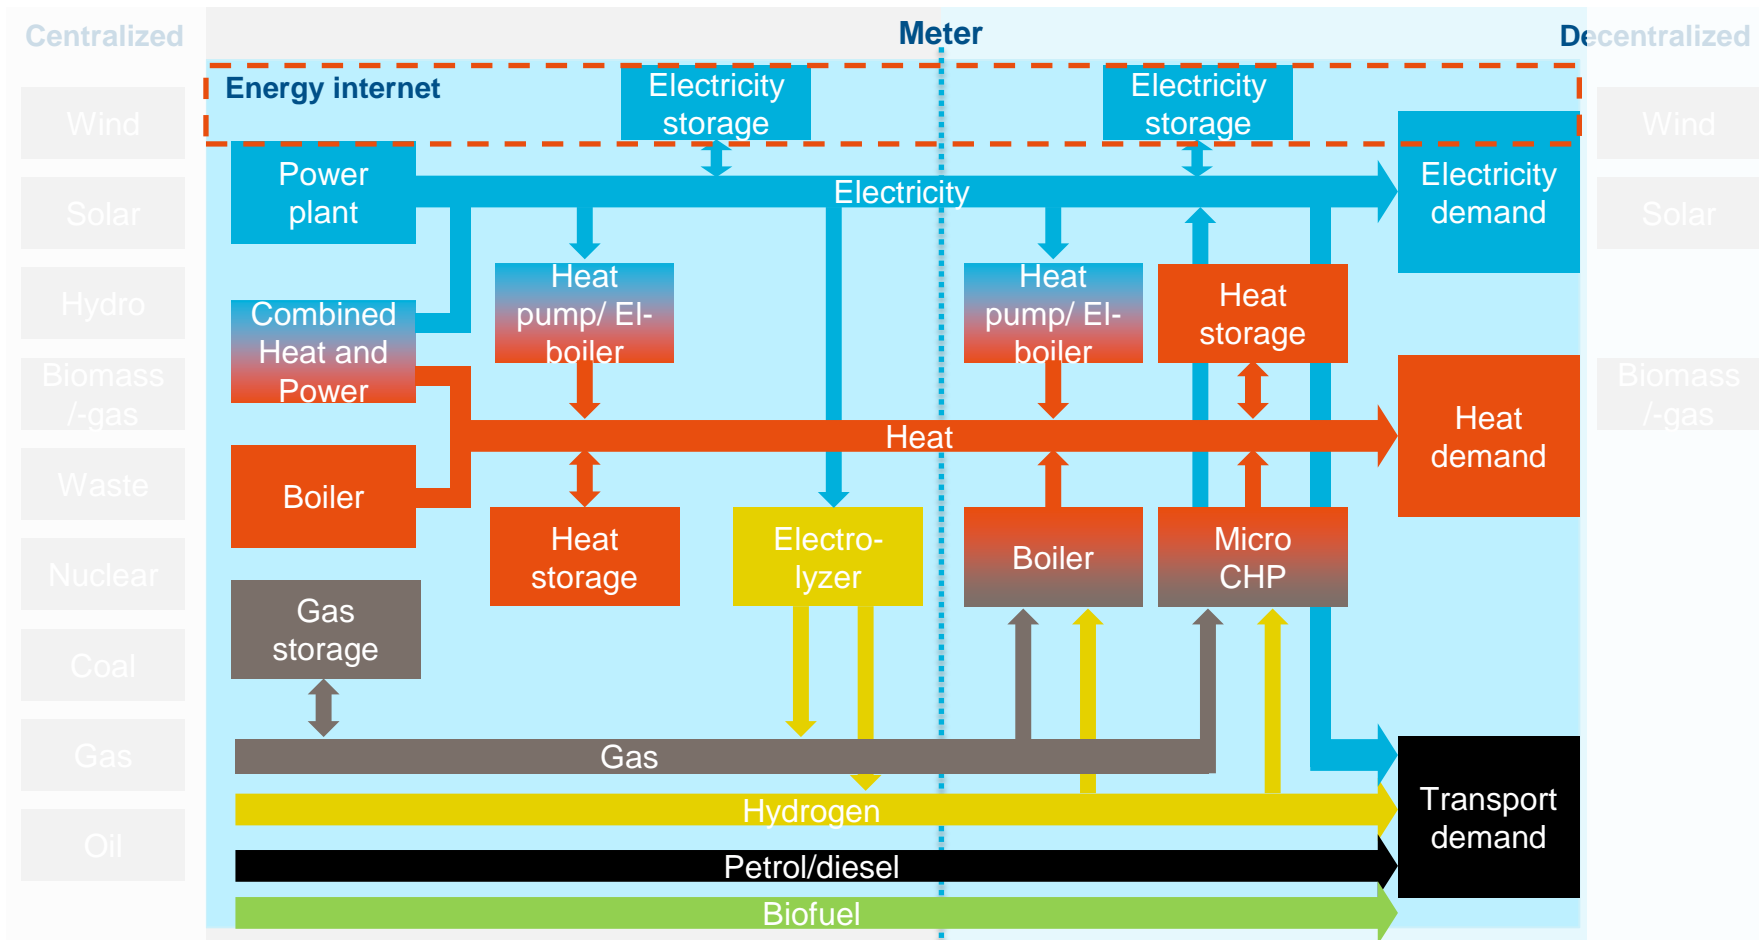 Centralized
Meter
Decentralized
Energy internet
Electricity
storage
Electricity
storage
Wind
Solar
Hydro
Biomass
/-gas
Waste
Nuclear
Coal
Gas
Oil
Power
plant
Electricity
Electricity
demand
Wind
Solar
Biomass
/-gas
Combined
Heat and
Power
Heat
pump/ El-
boiler
Heat
pump/ El-
boiler
Heat
storage
Heat
Heat
demand
Boiler
Heat
storage
Electro-
lyzer
Boiler
Micro
CHP
Gas
storage
Gas
Hydrogen
Petrol/diesel
Biofuel
Transport
demand